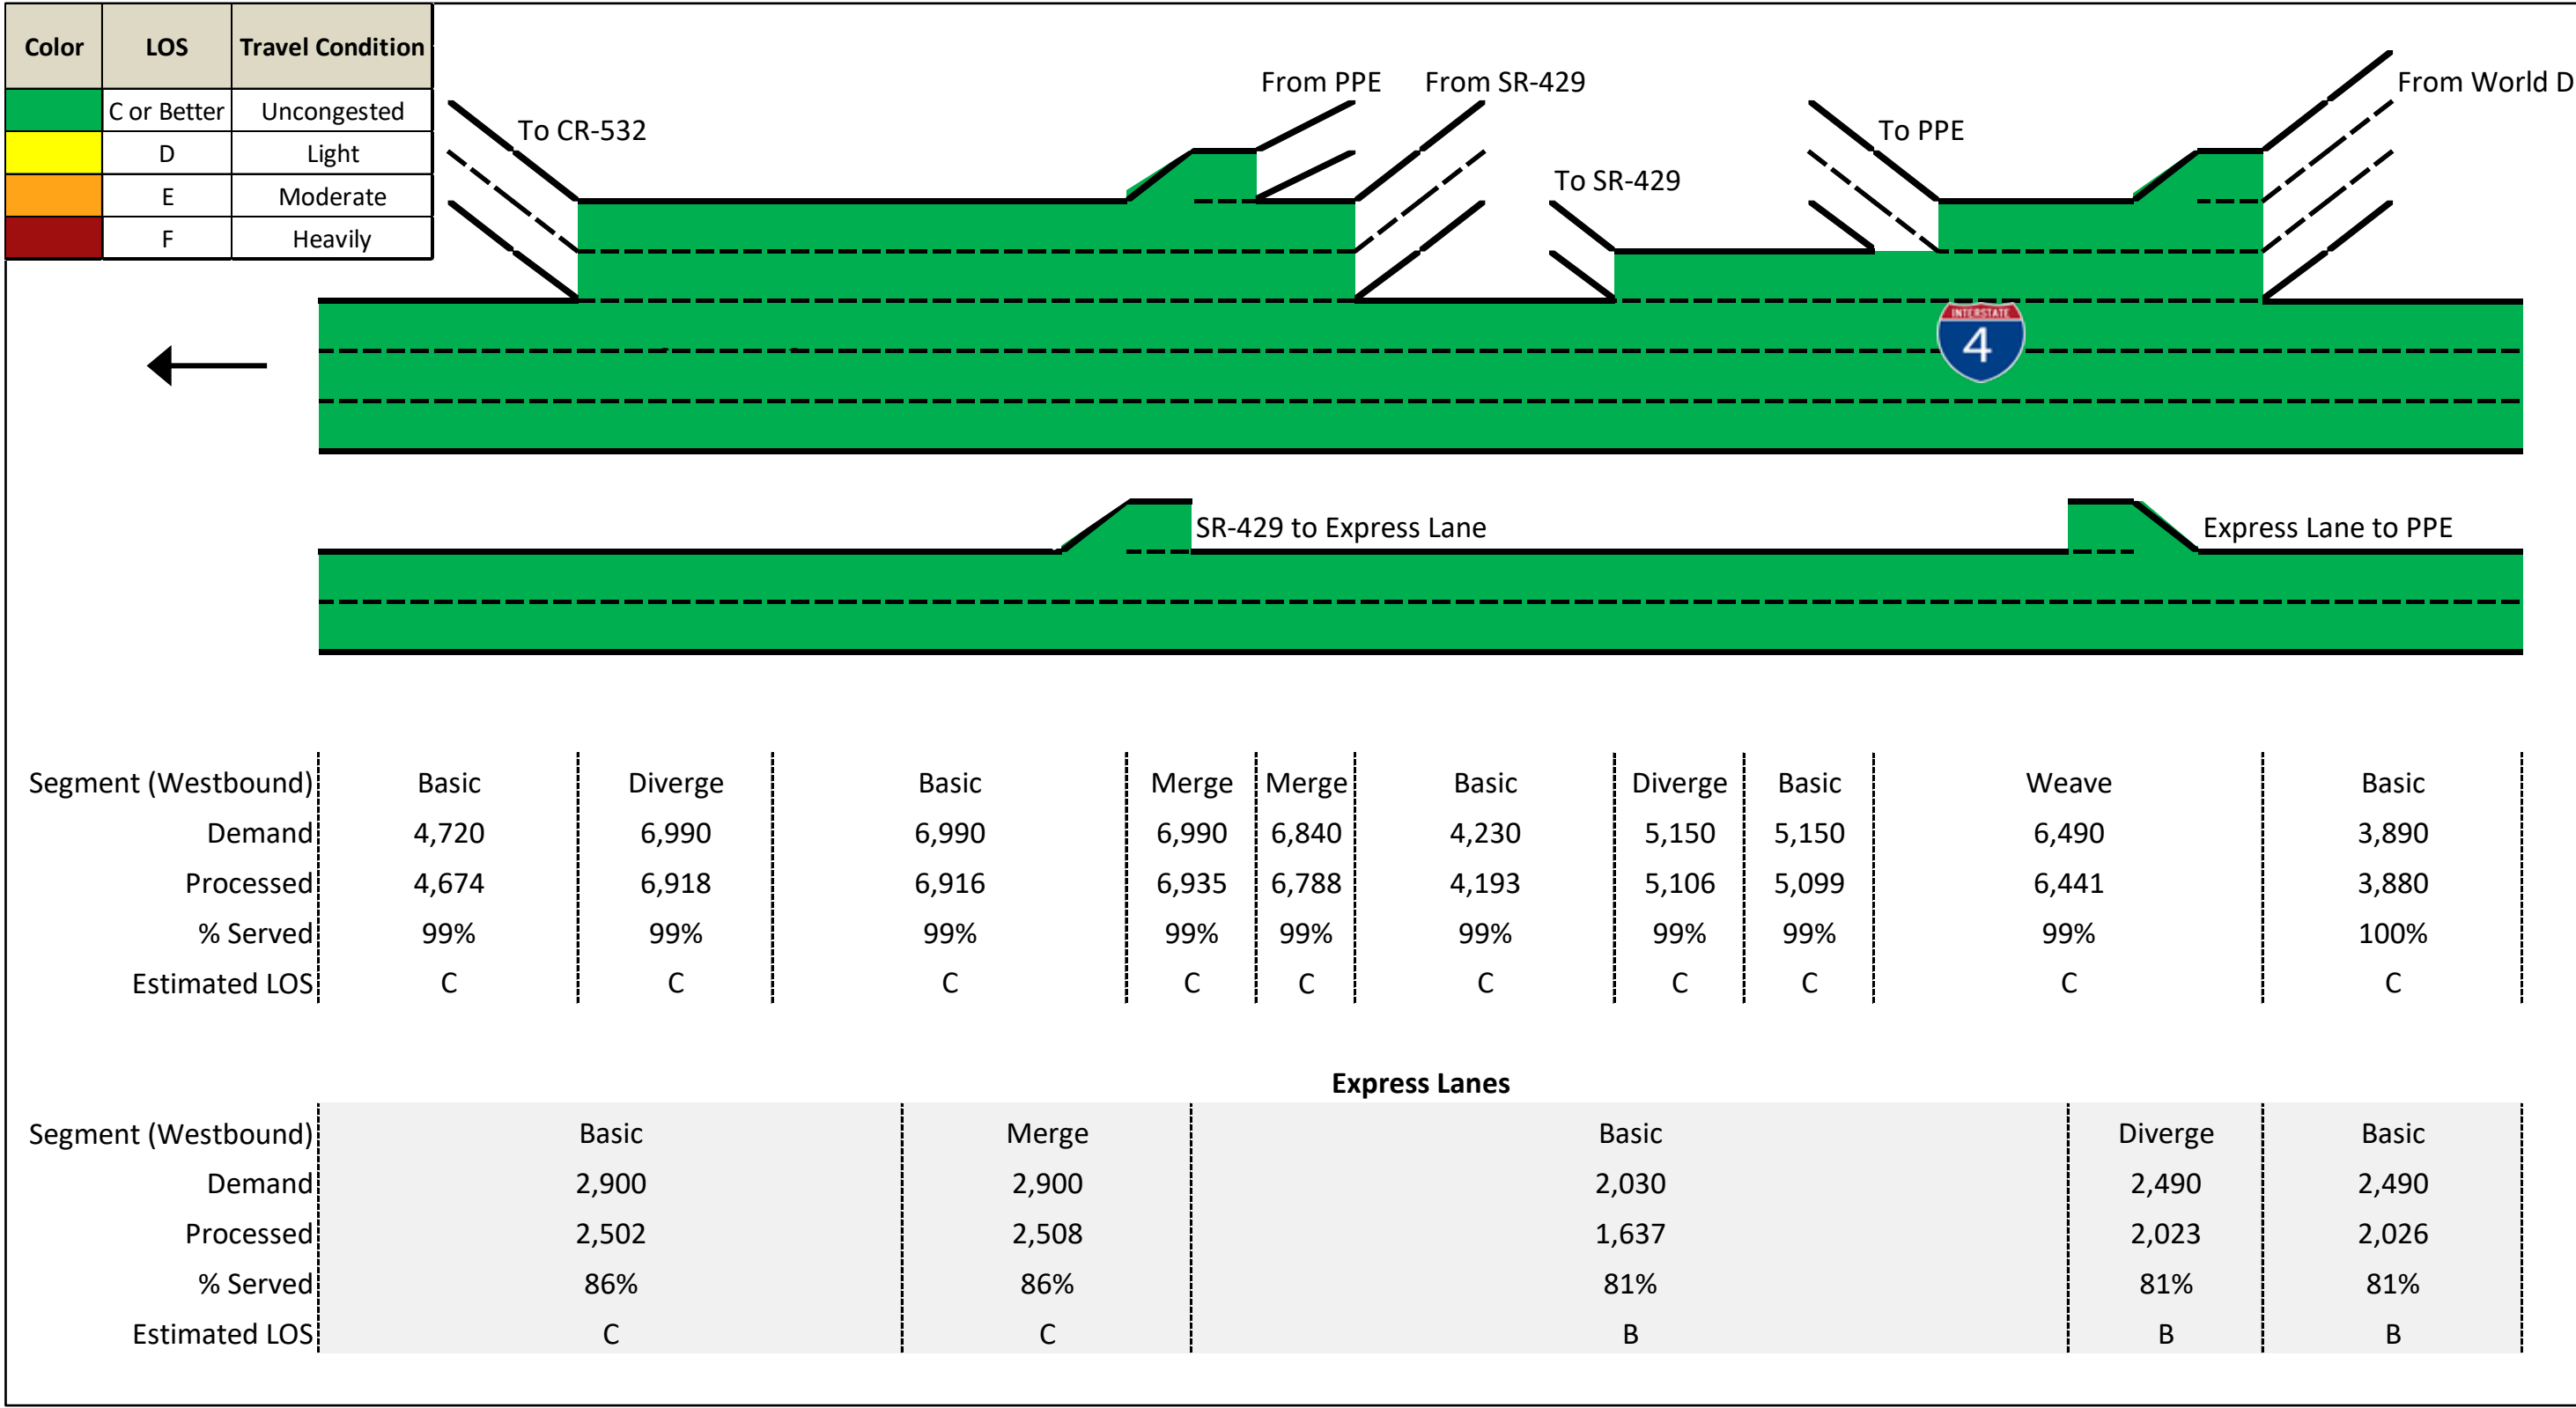 Color LOS Travel Condition
C or Better Uncongested
D Light
E Moderate
F Heavily
From PPE From SR-429 From World D
To CR-532 To PPE
To SR-429
INTERSTATE
4
SR-429 to Express Lane Express Lane to PPE
Segment (Westbound) Basic Diverge Basic Merge Merge Basic Diverge Basic Weave Basic
Demand 4,720 6,990 6,990 6,990 6,840 4,230 5,150 5,150 6,490 3,890
Processed 4,674 6,918 6,916 6,935 6,788 4,193 5,106 5,099 6,441 3,880
% Served 99% 99% 99% 99% 99% 99% 99% 99% 99% 100%
Estimated LOS C C C C C C C C C C
Express Lanes
Segment (Westbound) Basic Merge Basic Diverge Basic
Demand 2,900 2,900 2,030 2,490 2,490
Processed 2,502 2,508 1,637 2,023 2,026
% Served 86% 86% 81% 81% 81%
Estimated LOS C C B B B